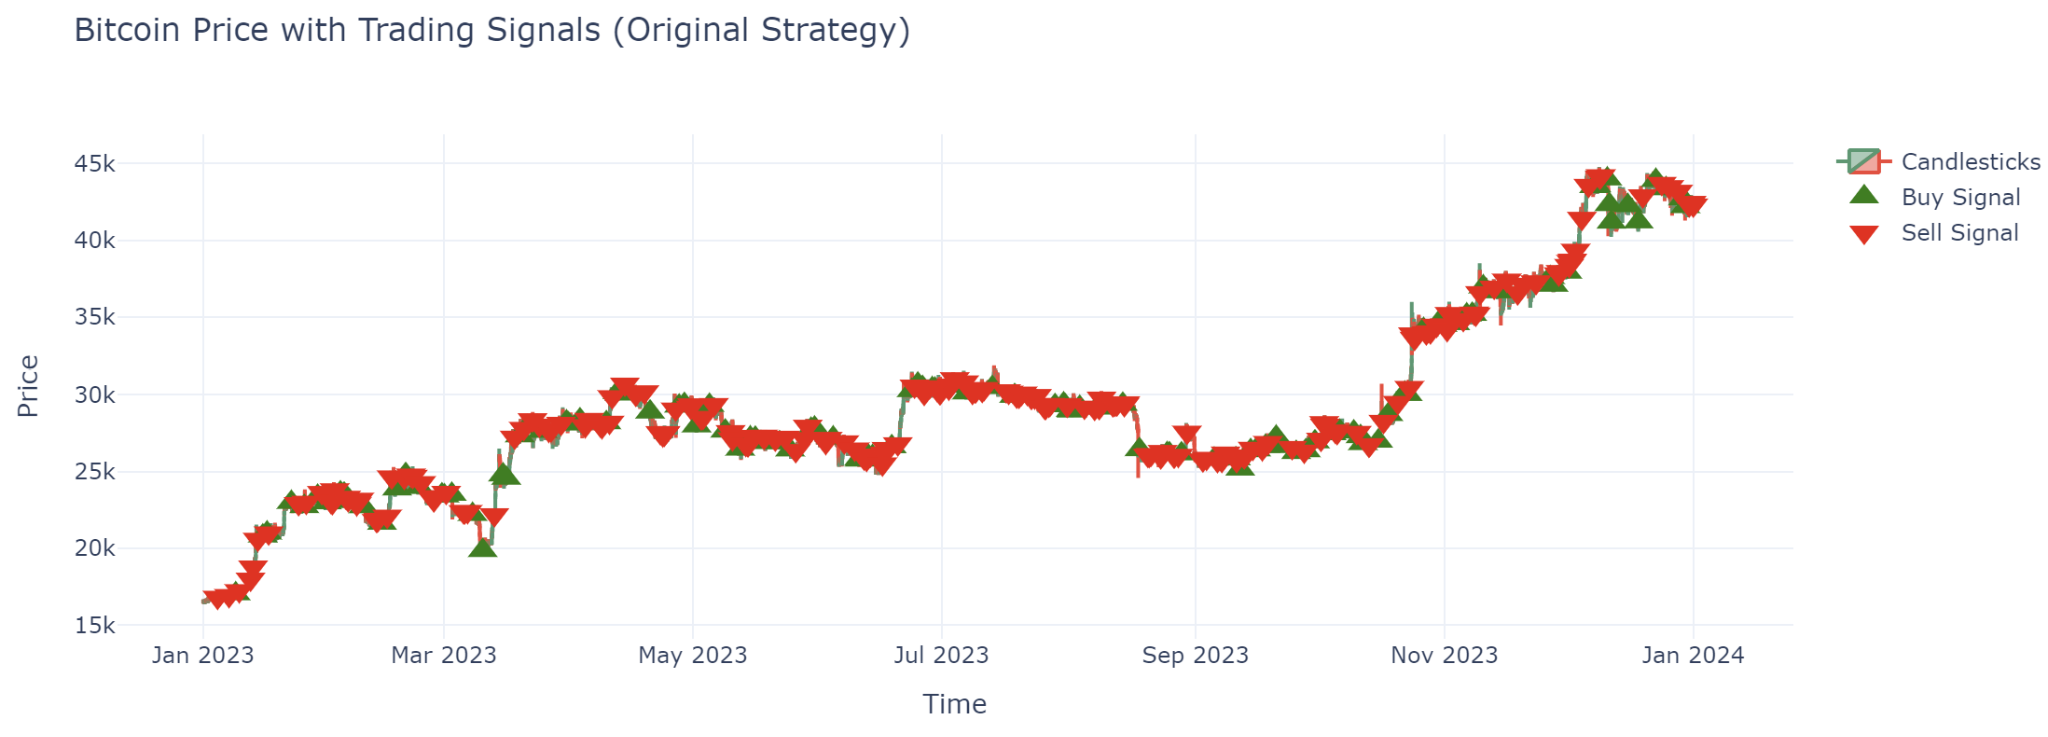 Bitcoin Price with Trading Signals (Original Strategy)
45k
40k
35k
30k
25k
20k
15k
Price
Jan 2023
Mar 2023
May 2023
Jul 2023
Sep 2023
Nov 2023
Jan 2024
Time
Candlesticks
Buy Signal
Sell Signal